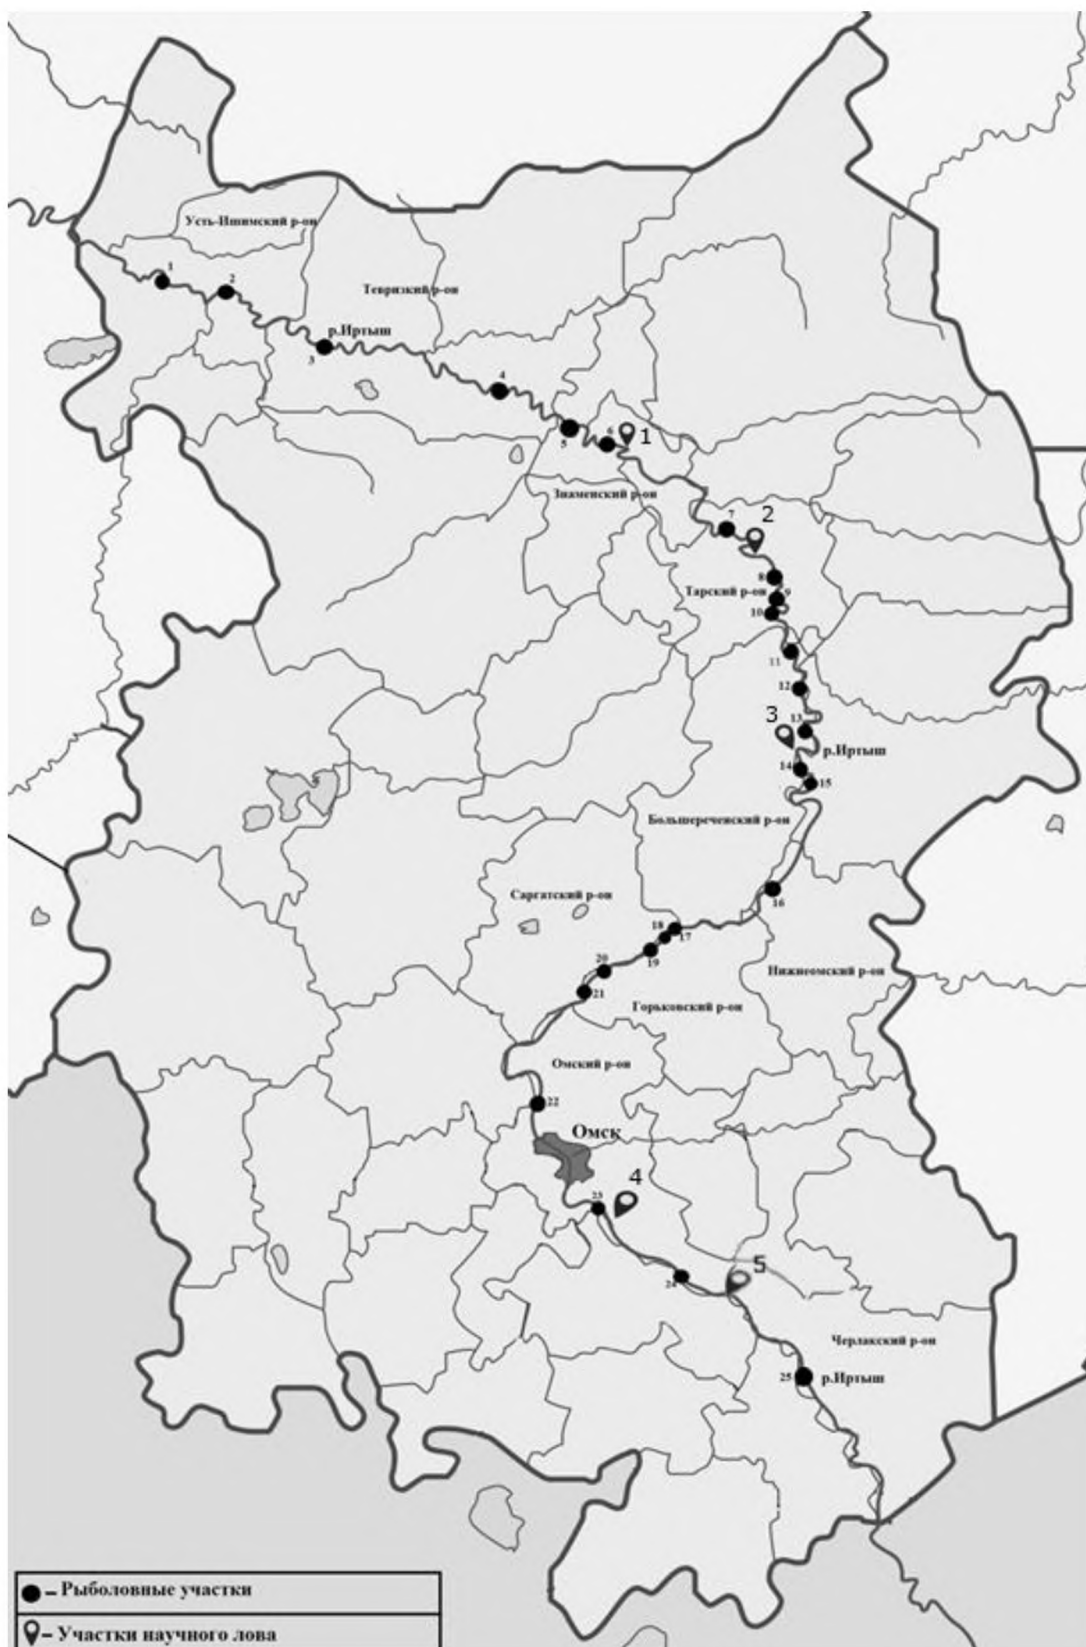 Усть-Ишимский р-он
1
2
Тевризкий р-он
р.Иртыш
3
4
5
6
1
Знаменский р-он
7
2
8
Тарский р-он
9
10
11
12
3
13
р.Иртыш
14
15
Большереченский р-он
16
Саргатский р-он
18
17
19
20
Нижнеомский р-он
21
Горьковский р-он
Омский р-он
22
Омск
4
23
5
24
Черлакский р-он
25
р.Иртыш
– Рыболовные участки
– Участки научного лова